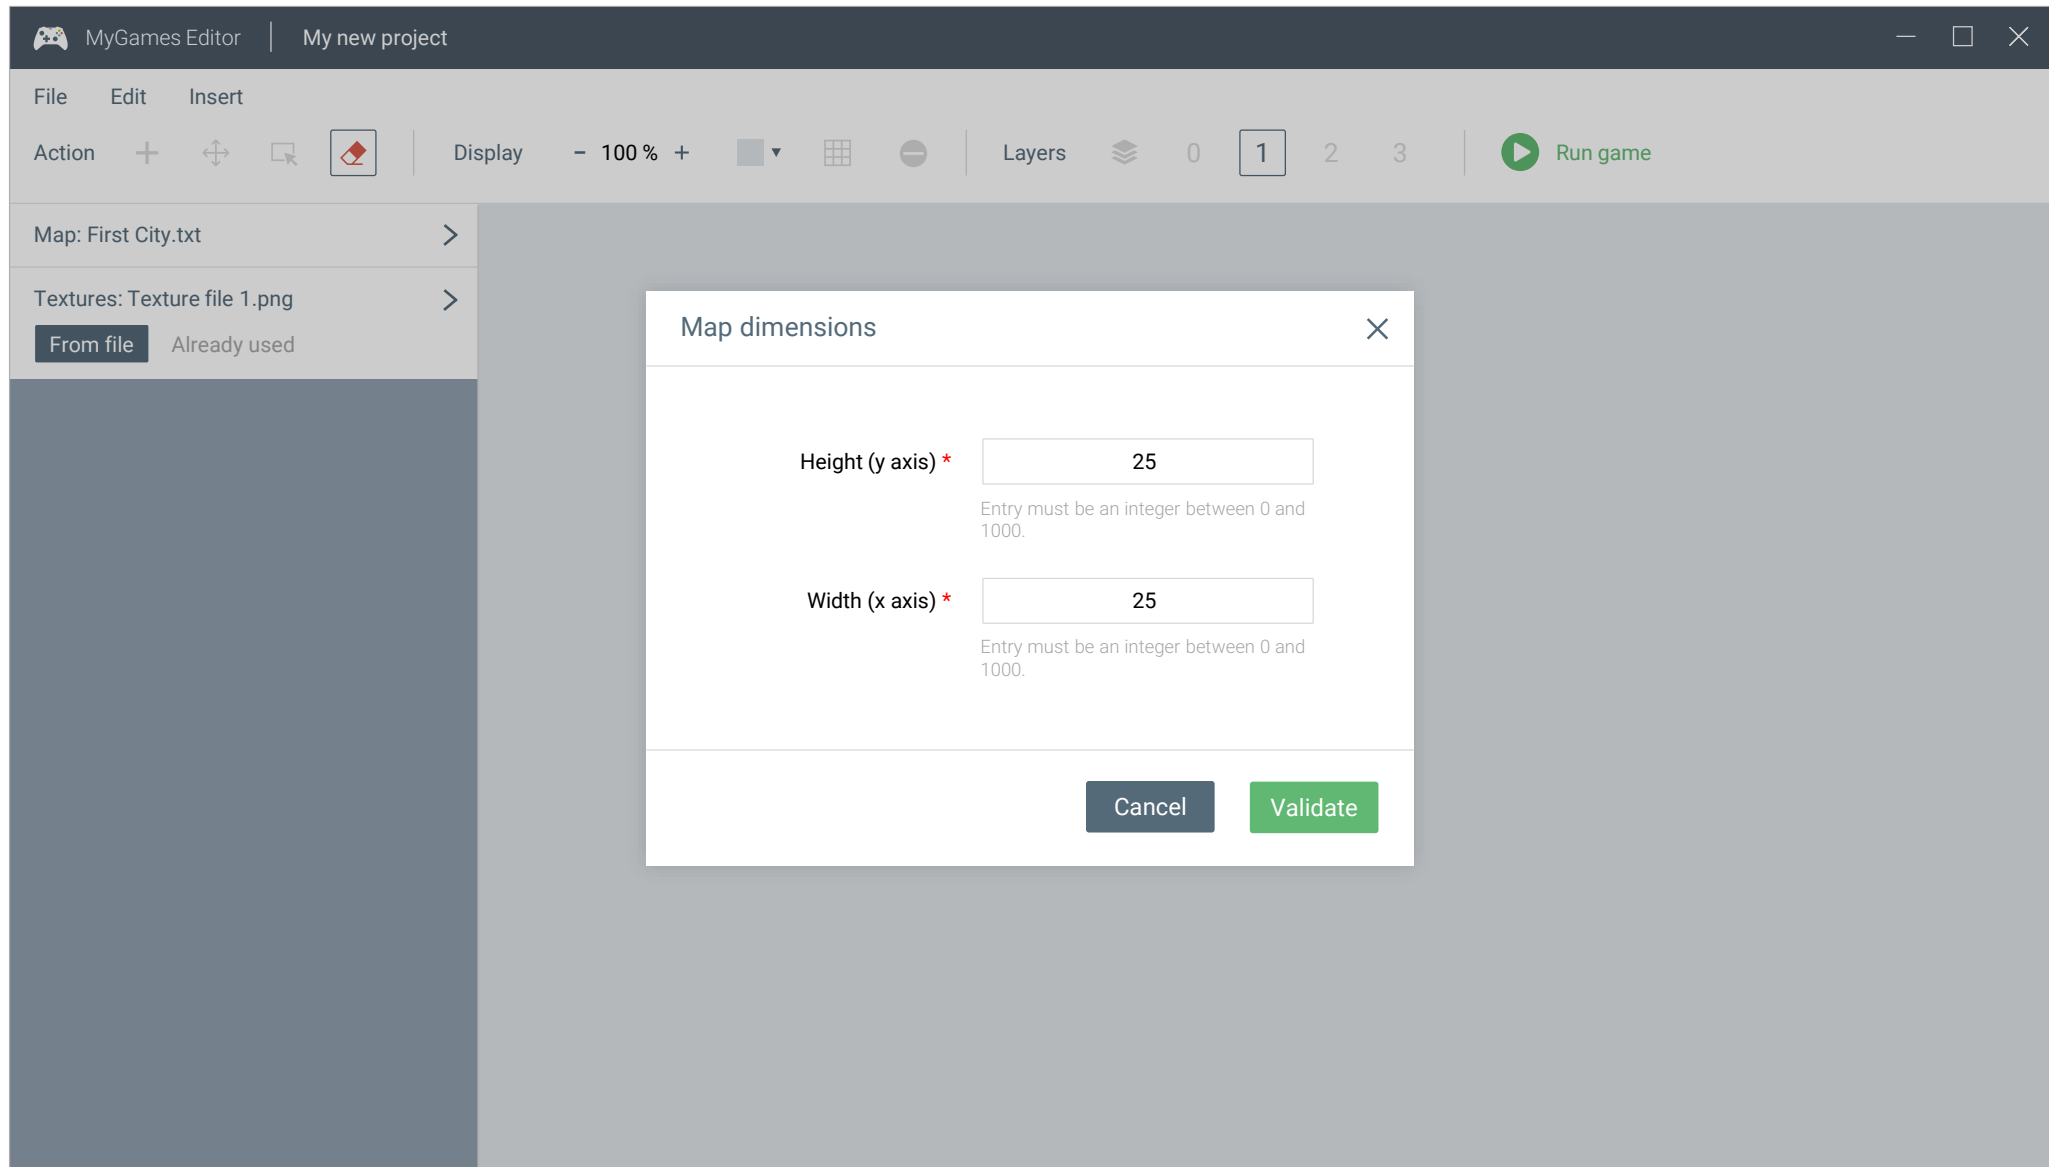 MyGames Editor
My new project
File Edit Insert
Action Display - 100 % + Layers 0 1 2 3 Run game
Map: First City.txt
Textures: Texture file 1.png
From file Already used
Map dimensions
Height (y axis) * 25
Entry must be an integer between 0 and
1000.
Width (x axis) * 25
Entry must be an integer between 0 and
1000.
Cancel Validate